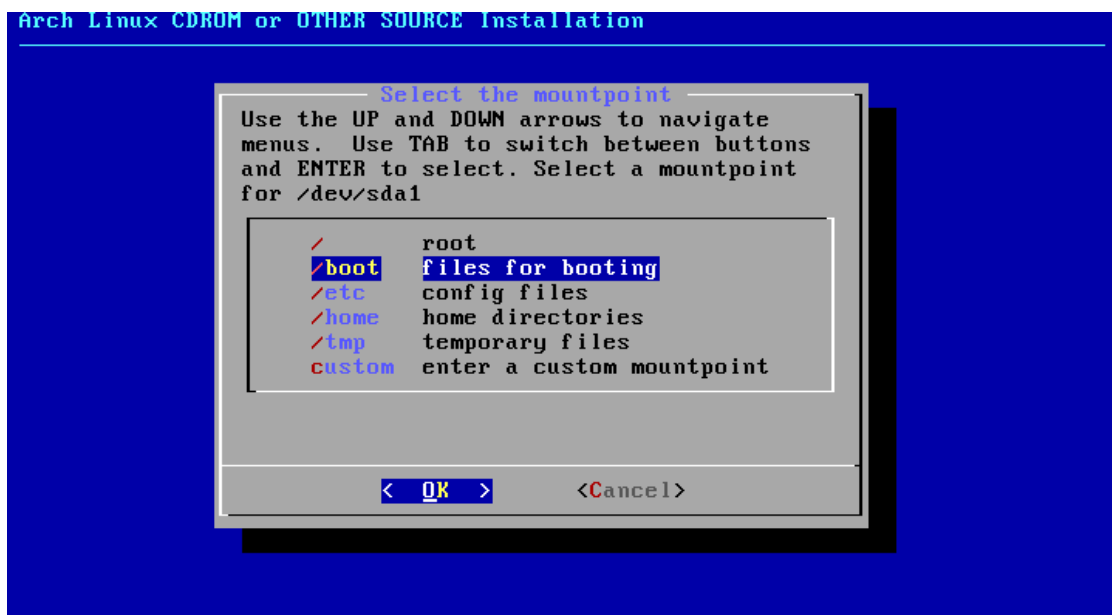 Arch Linux CDROM or OTHER SOURCE Installation
Select the mountpoint
Use the UP and DOWN arrows to navigate
menus.  Use TAB to switch between buttons
and ENTER to select. Select a mountpoint
for /dev/sda1
/ root
/boot files for booting
/etc config files
/home home directories
/tmp temporary files
custom enter a custom mountpoint
< OK > <Cancel>